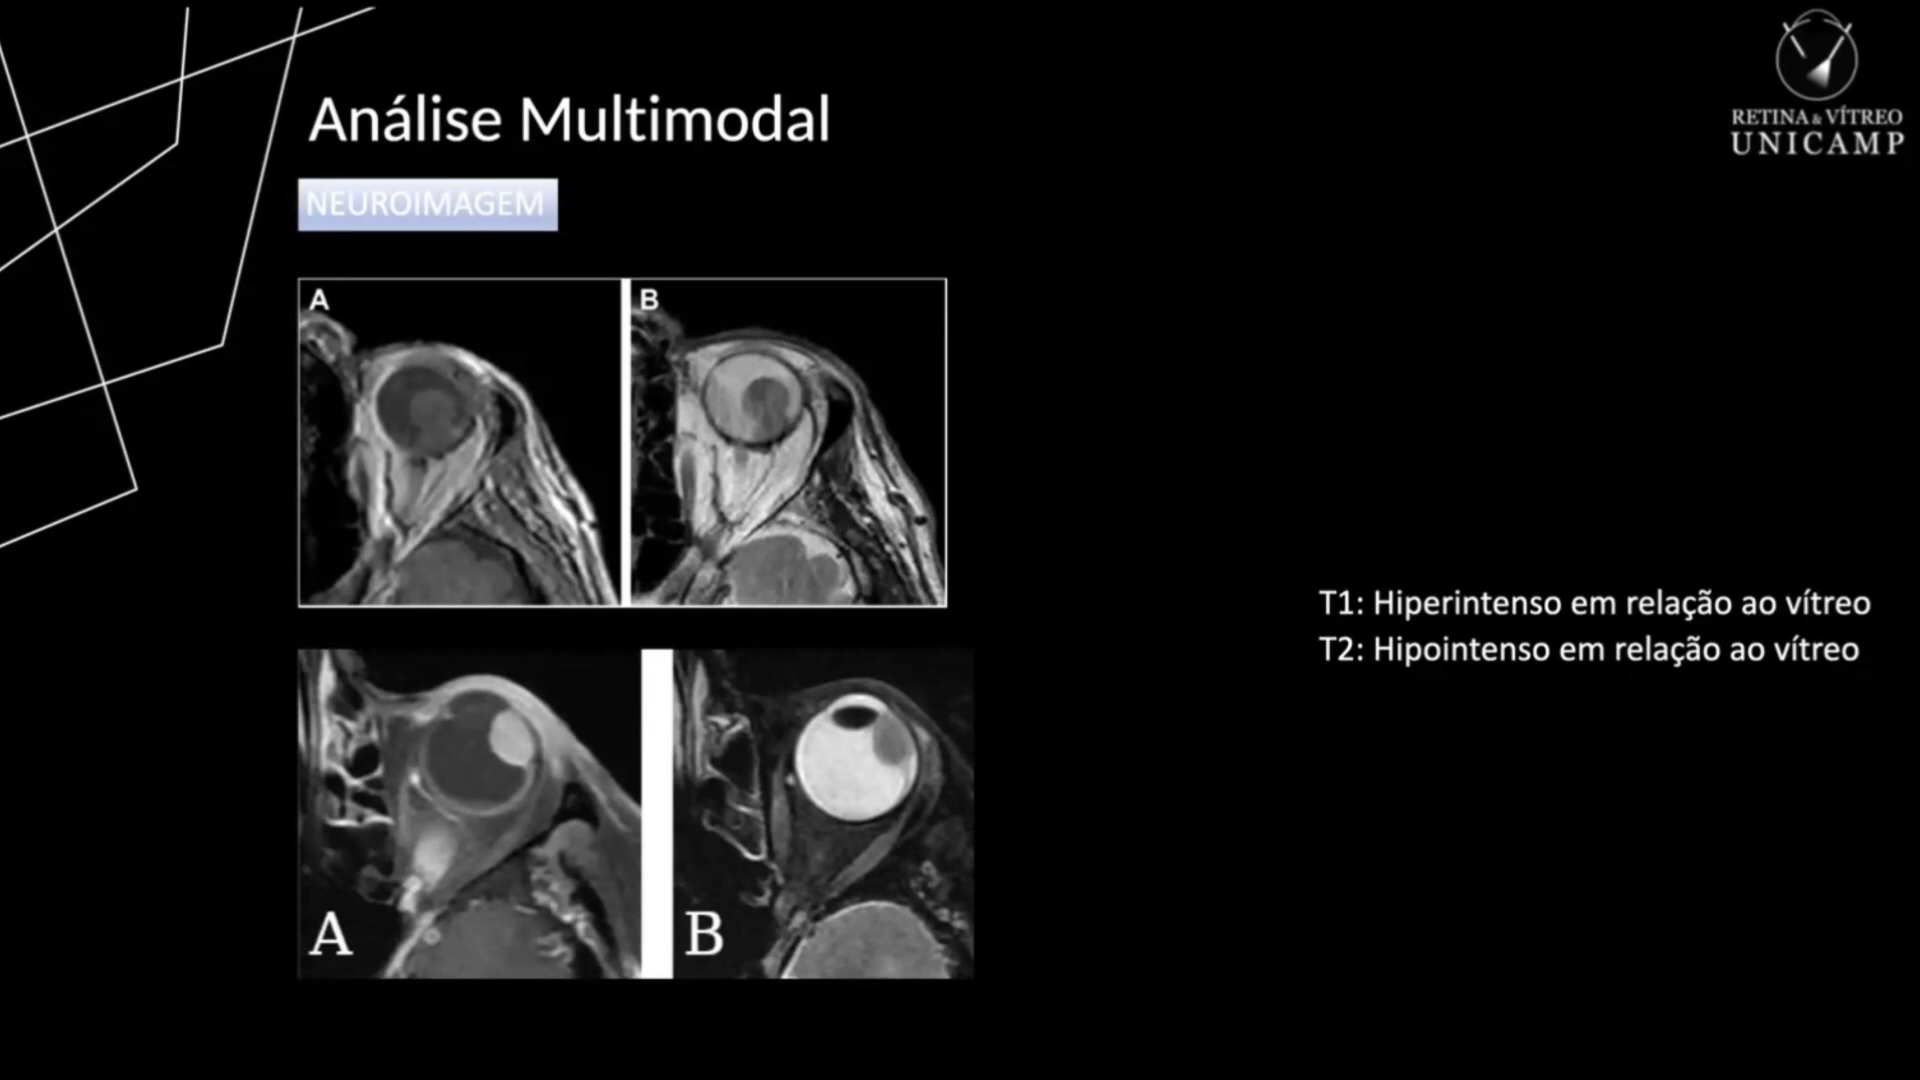 RETINA & VÍTREO
UNICAMP
Análise Multimodal
NEUROIMAGEM
A
B
T1: Hiperintenso em relação ao vítreo
T2: Hipointenso em relação ao vítreo
A
B